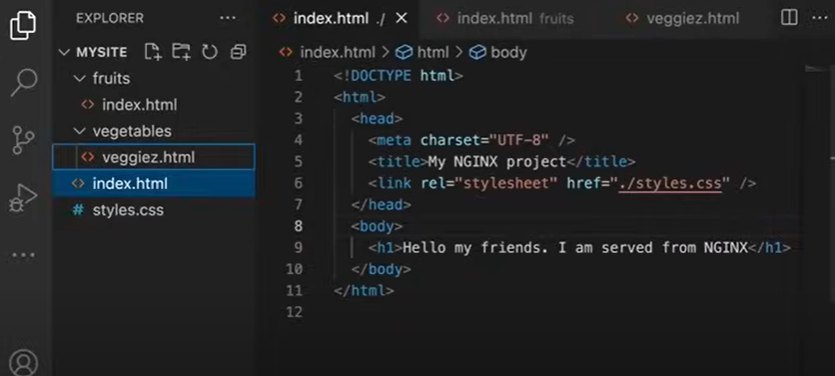 EXPLORER ...
MYSITE
fruits
index.html
vegetables
veggiez.html
index.html
# styles.css
index.html ./
index.html fruits
veggiez.html
index.html > html > body
1 <!DOCTYPE html>
2 <html>
3 <head>
4 <meta charset="UTF-8" />
5 <title>My NGINX project</title>
6 <link rel="stylesheet" href="./styles.css" />
7 </head>
8 <body>
9 <h1>Hello my friends. I am served from NGINX</h1>
10 </body>
11 </html>
12